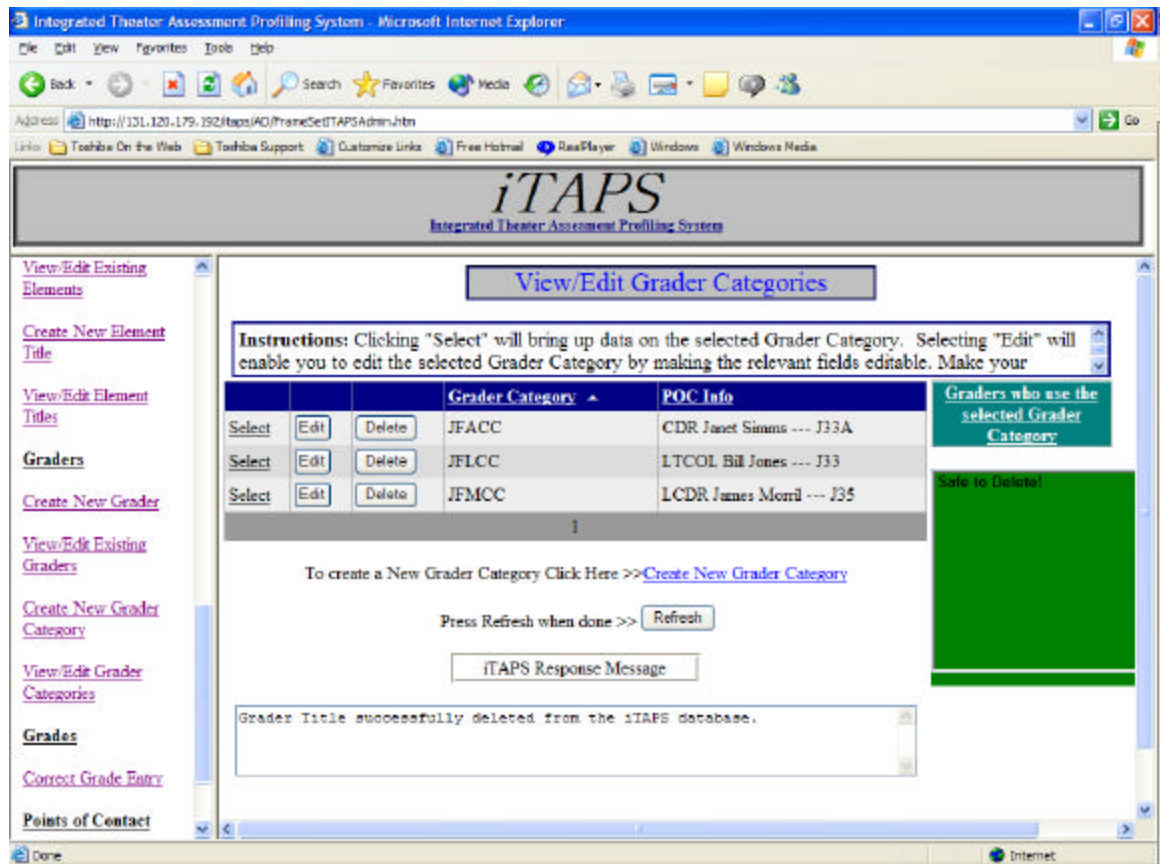 Integrated Theater Assessment Profiling System - Microsoft Internet Explorer
File Edit View Favorites Tools Help
Back Search Favorites Media
Address http://131.120.179.192/itaps/AO/FrameSetITAPSAdmin.htm Go
Links Toshiba On the Web Toshiba Support Customize Links Free Hotmail RealPlayer Windows Windows Media
iTAPS
Integrated Theater Assessment Profiling System
View/Edit Existing
Elements
Create New Element
Title
View/Edit Element
Titles
Graders
Create New Grader
View/Edit Existing
Graders
Create New Grader
Category
View/Edit Grader
Categories
Grades
Correct Grade Entry
Points of Contact
View/Edit Grader Categories
Instructions: Clicking "Select" will bring up data on the selected Grader Category. Selecting "Edit" will
enable you to edit the selected Grader Category by making the relevant fields editable. Make your
Grader Category POC Info
Select Edit Delete JFACC CDR Janet Simms --- J33A
Select Edit Delete JFLCC LTCOL Bill Jones --- J33
Select Edit Delete JFMCC LCDR James Morril --- J35
1
Graders who use the
selected Grader
Category
Safe to Delete!
To create a New Grader Category Click Here >>Create New Grader Category
Press Refresh when done >> Refresh
iTAPS Response Message
Grader Title successfully deleted from the iTAPS database.
Done Internet